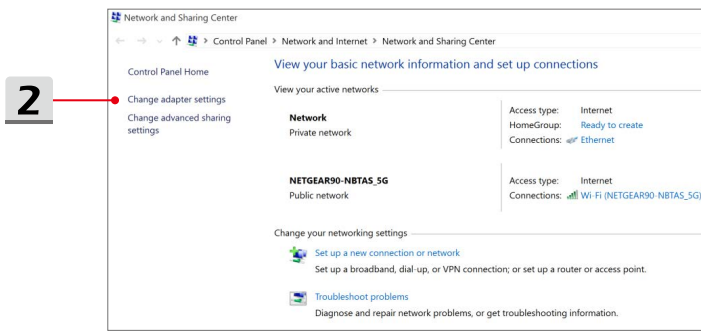 Network and Sharing Center
Control Panel > Network and Internet > Network and Sharing Center
2
Control Panel Home
Change adapter settings
Change advanced sharing
settings
View your basic network information and set up connections
View your active networks
Network
Private network
Access type: Internet
HomeGroup: Ready to create
Connections: Ethernet
NETGEAR90-NBTAS_5G
Public network
Access type: Internet
Connections: Wi-Fi (NETGEAR90-NBTAS_5G)
Change your networking settings
Set up a new connection or network
Set up a broadband, dial-up, or VPN connection; or set up a router or access point.
Troubleshoot problems
Diagnose and repair network problems, or get troubleshooting information.